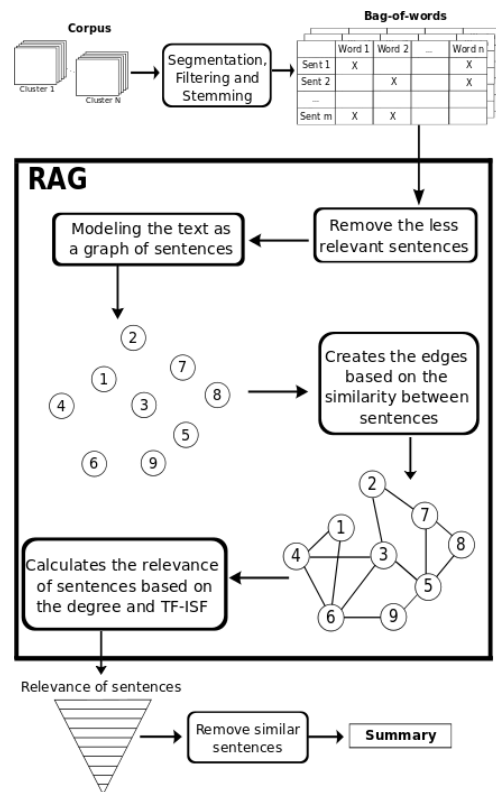 Corpus
Cluster 1
Cluster N
Segmentation,
Filtering and
Stemming
Bag-of-words
Word 1 Word 2 ... Word n
Sent 1 X X
Sent 2 X X
...
Sent m X X
RAG
Remove the less
relevant sentences
Modeling the text as
a graph of sentences
2
7
1
8
4
3
5
6
9
Creates the edges
based on the
similarity between
sentences
2
7
1
8
4
3
5
6
9
Calculates the relevance
of sentences based on
the degree and TF-ISF
Relevance of sentences
Remove similar
sentences
Summary